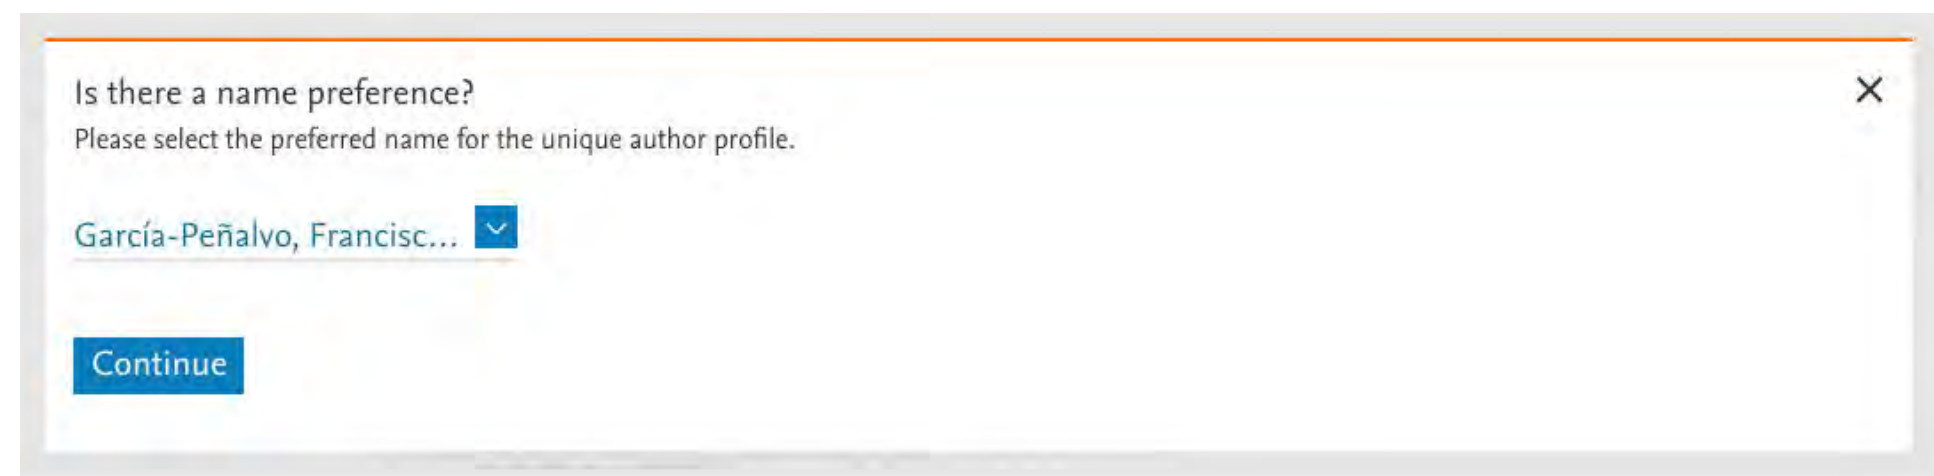 Is there a name preference?
Please select the preferred name for the unique author profile.
García-Peñalvo, Francisc...
Continue